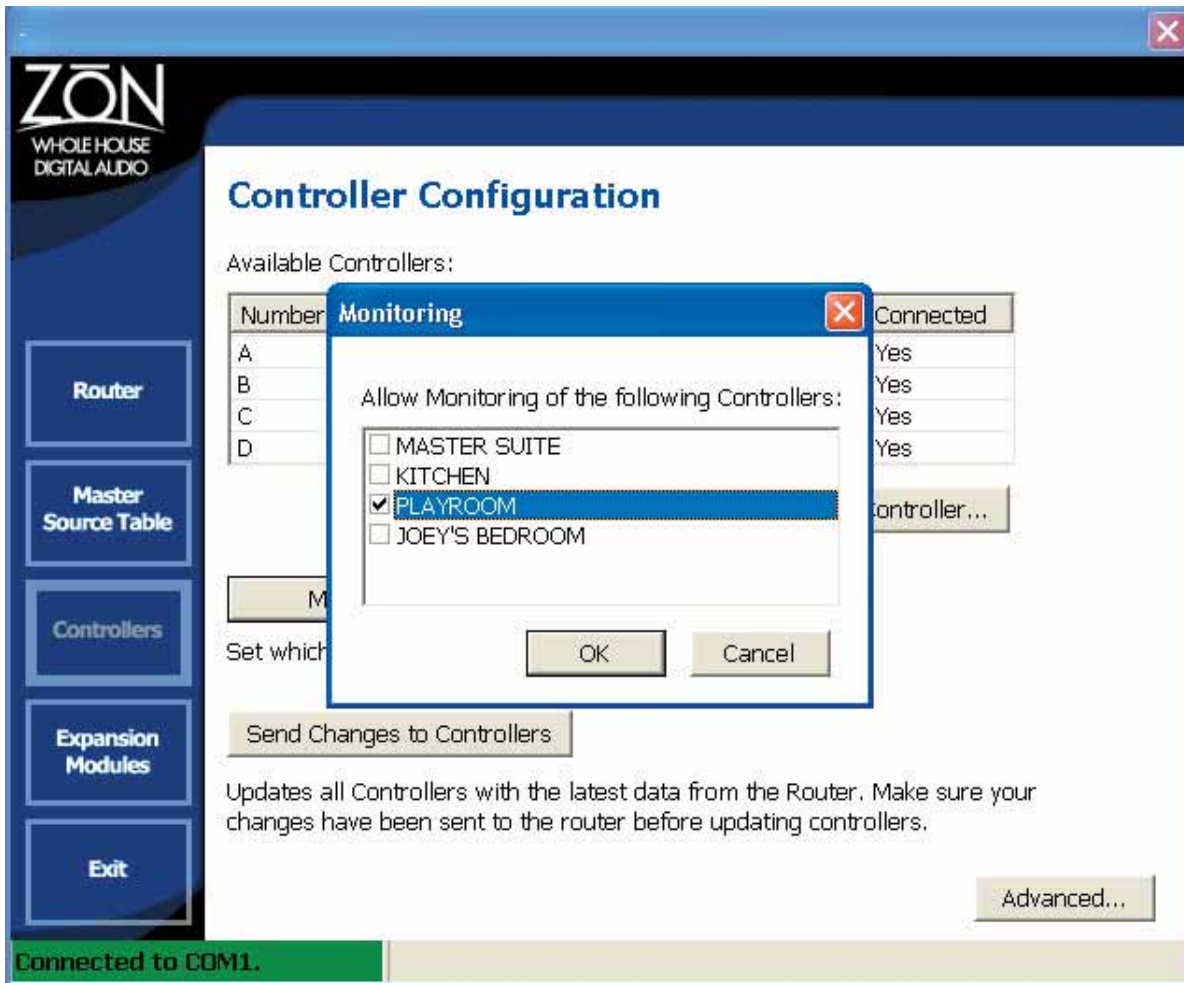 ZŌN
WHOLE HOUSE
DIGITAL AUDIO
Router
Master
Source Table
Controllers
Expansion
Modules
Exit
Controller Configuration
Available Controllers:
Number
Connected
A
Yes
B
Yes
C
Yes
D
Yes
ontroller...
M
Set which
Monitoring
Allow Monitoring of the following Controllers:
MASTER SUITE
KITCHEN
PLAYROOM
JOEY'S BEDROOM
OK
Cancel
Send Changes to Controllers
Updates all Controllers with the latest data from the Router. Make sure your
changes have been sent to the router before updating controllers.
Advanced...
Connected to COM1.